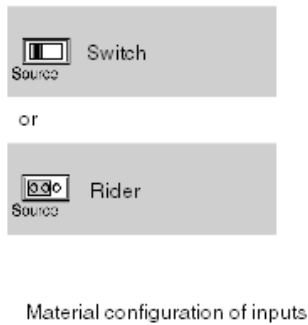 Switch
Source
or
Rider
Source
Material configuration of inputs